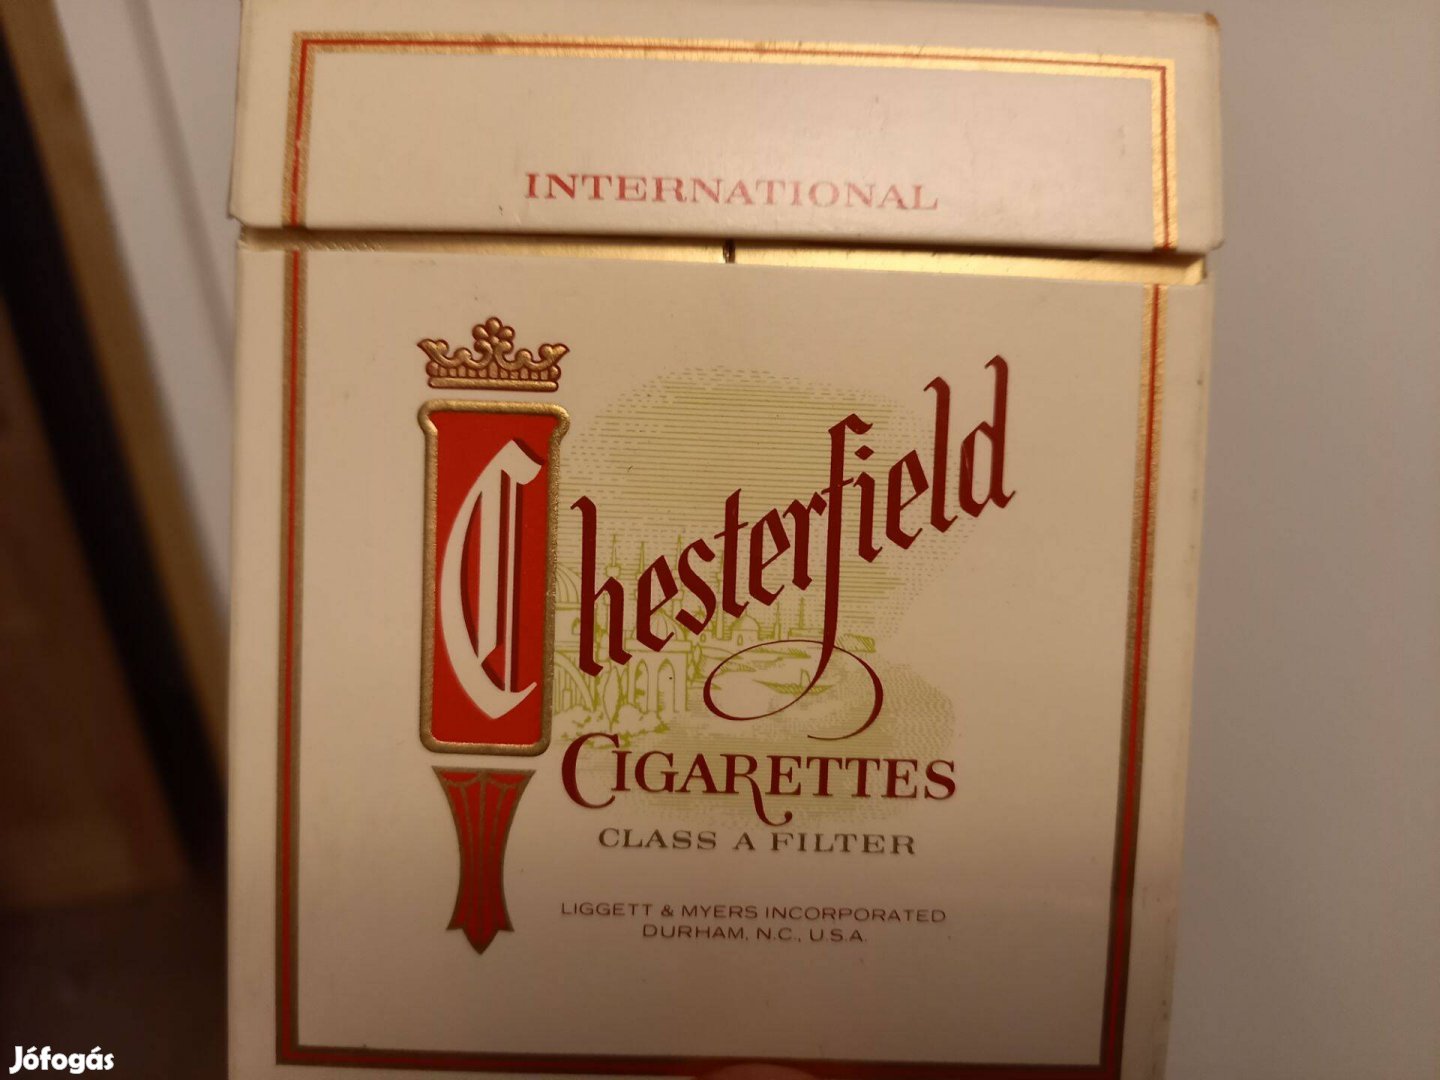 INTERNATIONAL
Chesterfield
CIGARETTES
CLASS A FILTER
LIGGETT & MYERS INCORPORATED
DURHAM, N.C., U.S.A.
Jófogás